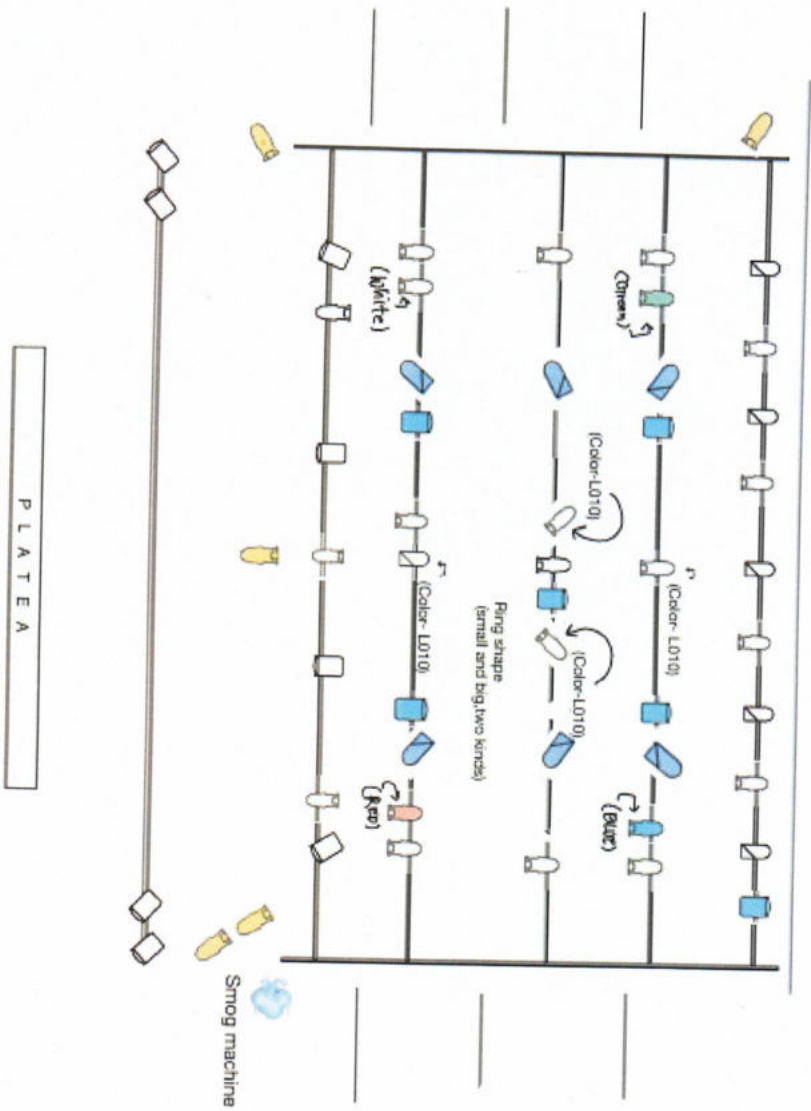 (White)
(Green)
(Color-L010)
(Color- L010)
(Color- L010)
(Color-L010)
Ring shape
(small and big,two kinds)
(Red)
(BLUE)
Smog machine
PLATEA